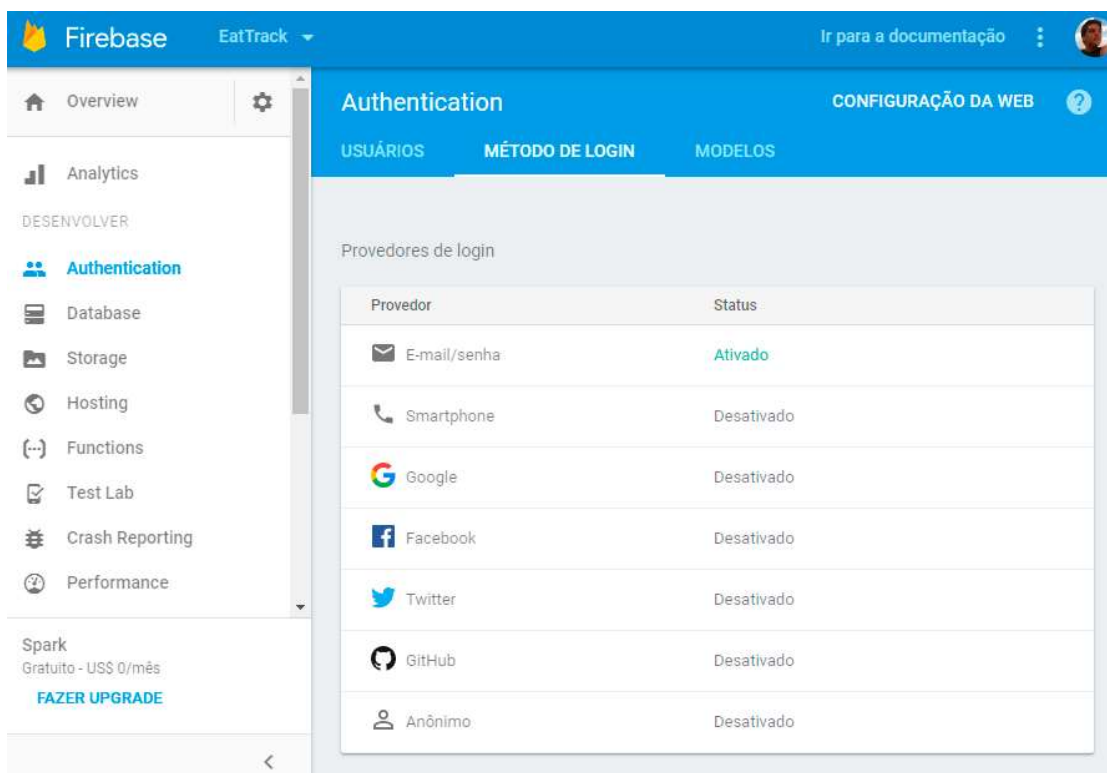 Firebase EatTrack Ir para a documentação
Overview
Analytics
DESENVOLVER
Authentication
Database
Storage
Hosting
Functions
Test Lab
Crash Reporting
Performance
Spark
Gratuito - US$ 0/mês
FAZER UPGRADE
Authentication CONFIGURAÇÃO DA WEB ?
USUÁRIOS MÉTODO DE LOGIN MODELOS
Provedores de login
Provedor Status
E-mail/senha Ativado
Smartphone Desativado
Google Desativado
Facebook Desativado
Twitter Desativado
GitHub Desativado
Anônimo Desativado